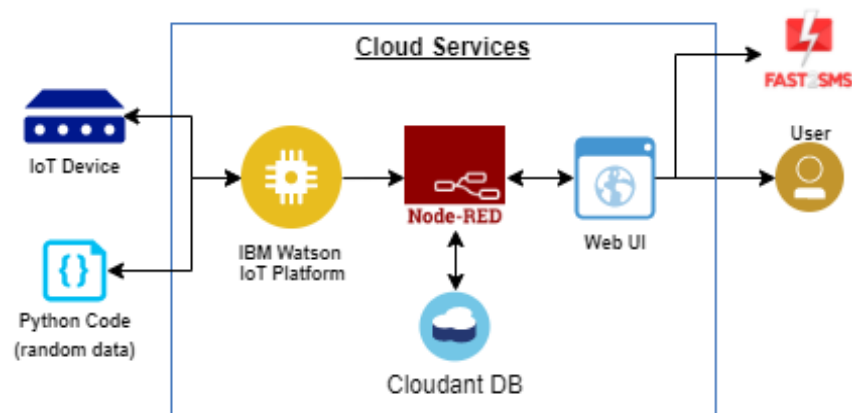 Cloud Services
FAST2SMS
IoT Device
User
IBM Watson
IoT Platform
Node-RED
Web UI
{}
Python Code
(random data)
Cloudant DB